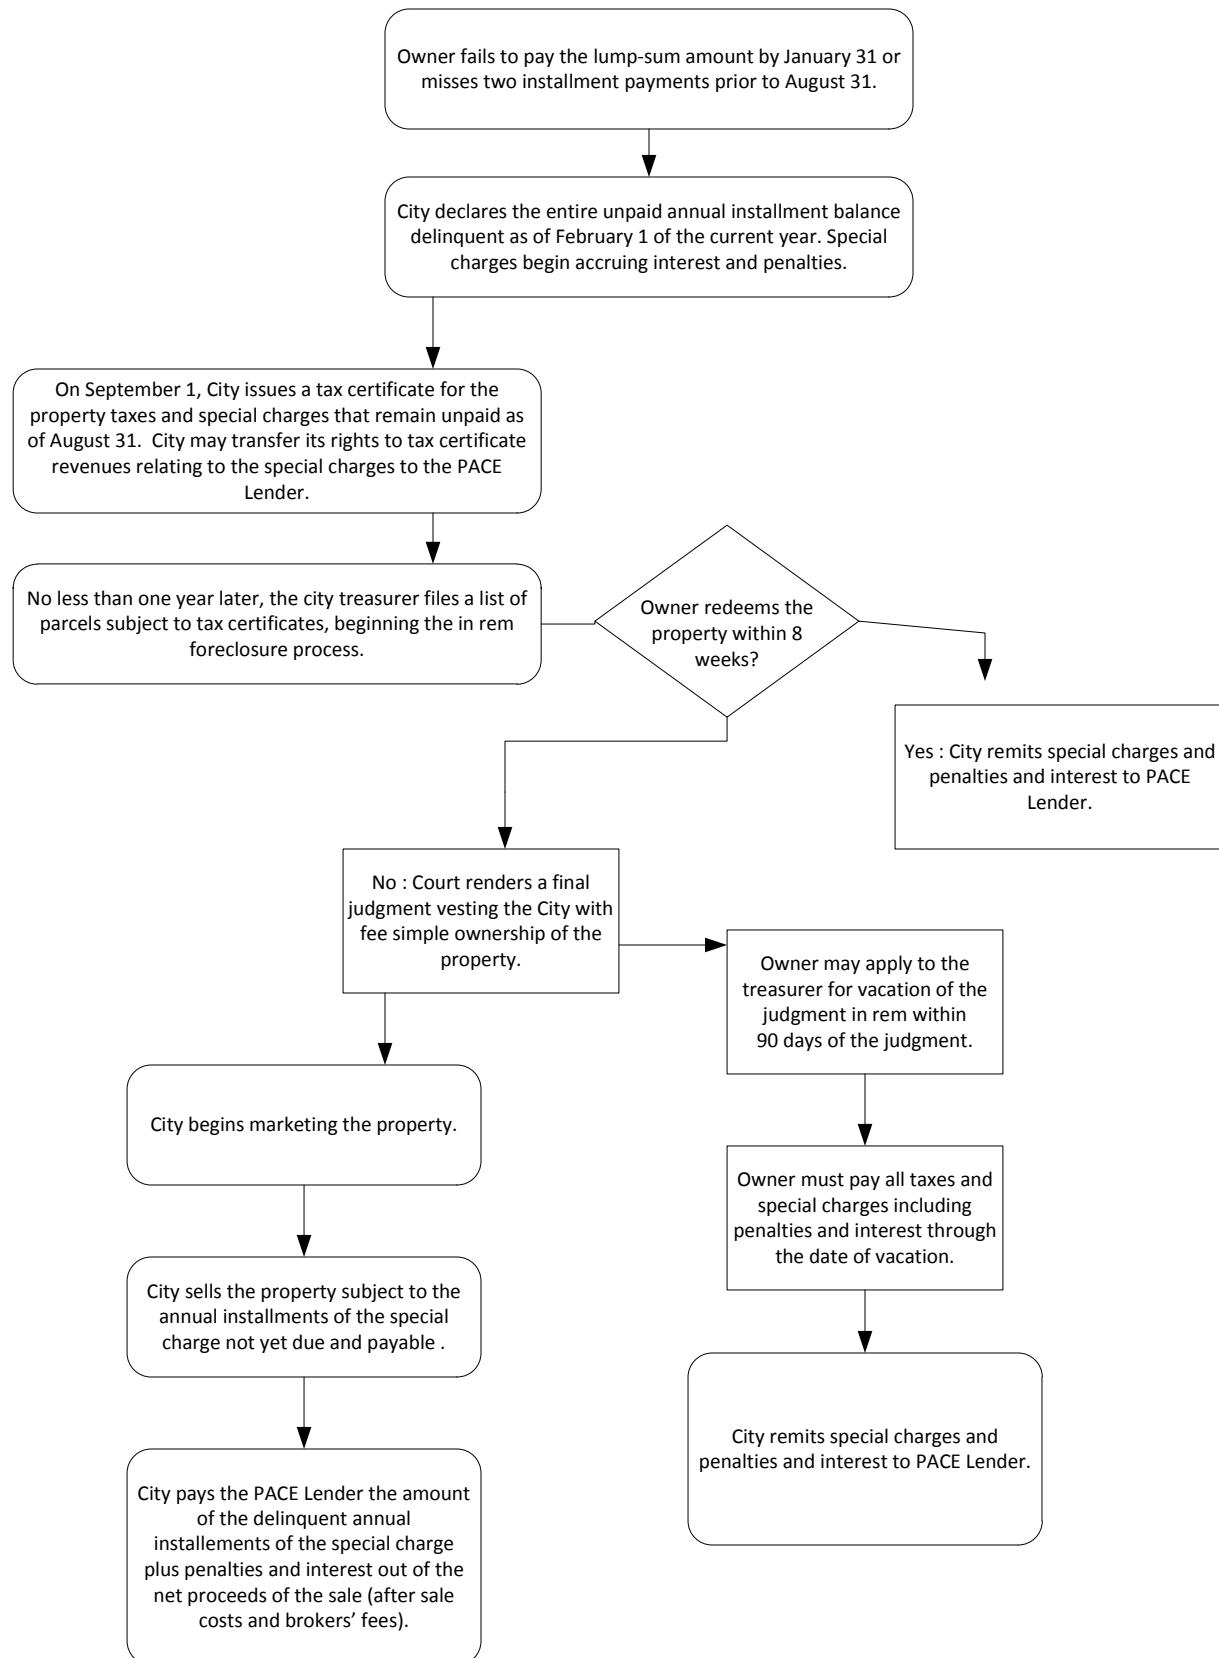 Owner fails to pay the lump-sum amount by January 31 or
misses two installment payments prior to August 31.
City declares the entire unpaid annual installment balance
delinquent as of February 1 of the current year. Special
charges begin accruing interest and penalties.
On September 1, City issues a tax certificate for the
property taxes and special charges that remain unpaid as
of August 31.  City may transfer its rights to tax certificate
revenues relating to the special charges to the PACE
Lender.
No less than one year later, the city treasurer files a list of
parcels subject to tax certificates, beginning the in rem
foreclosure process.
Owner redeems the
property within 8
weeks?
Yes : City remits special charges and
penalties and interest to PACE
Lender.
No : Court renders a final
judgment vesting the City with
fee simple ownership of the
property.
Owner may apply to the
treasurer for vacation of the
judgment in rem within
90 days of the judgment.
City begins marketing the property.
Owner must pay all taxes and
special charges including
penalties and interest through
the date of vacation.
City sells the property subject to the
annual installments of the special
charge not yet due and payable .
City remits special charges and
penalties and interest to PACE Lender.
City pays the PACE Lender the amount
of the delinquent annual
installements of the special charge
plus penalties and interest out of the
net proceeds of the sale (after sale
costs and brokers’ fees).